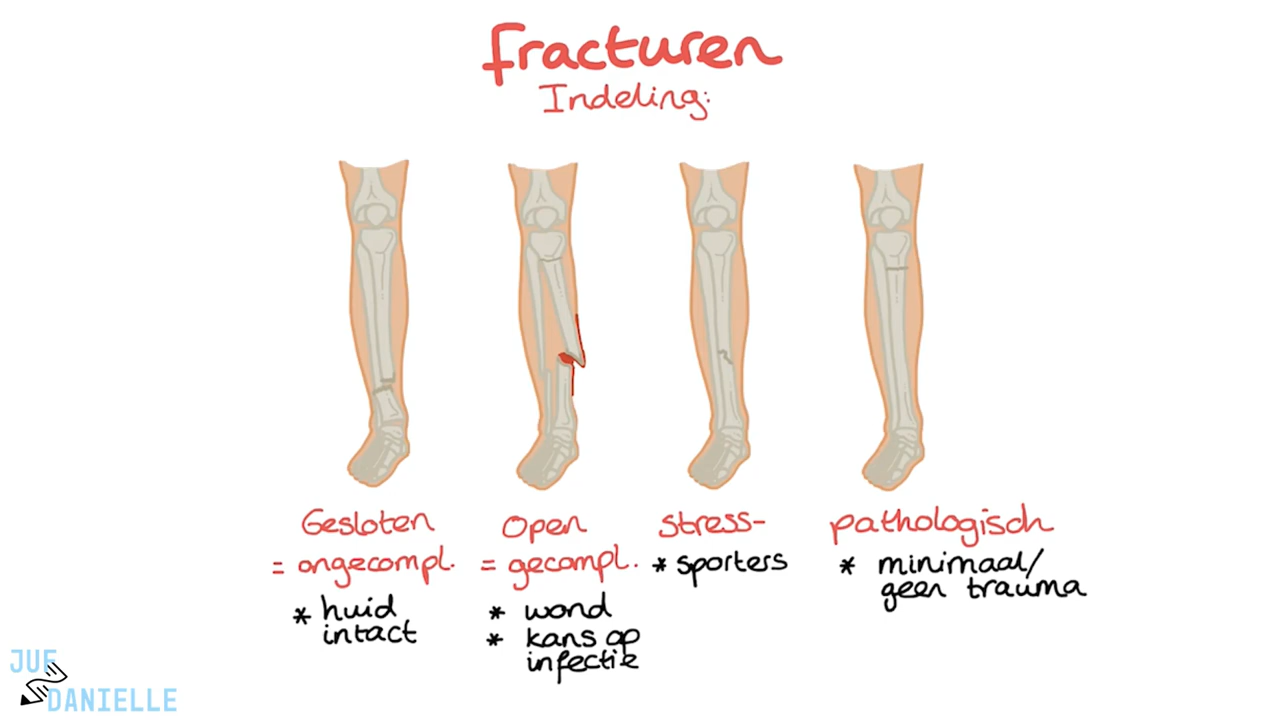 fracturen
Indeling:
Gesloten
= ongecompl.
* huid
intact
Open
= gecompl.
* wond
* kans op
infectie
stress-
* sporters
pathologisch
* minimaal/
geen trauma
JUF
DANIELLE